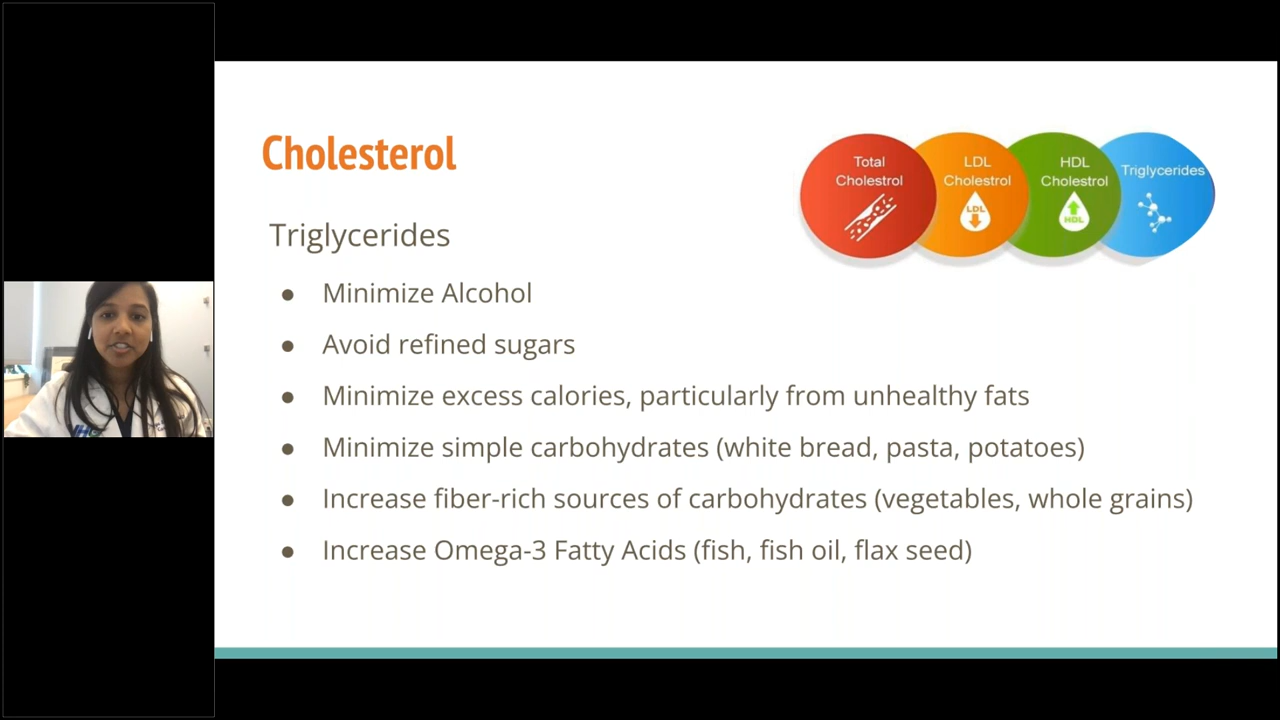 Cholesterol
Total
Cholestrol
LDL
Cholestrol
LDL
HDL
Cholestrol
HDL
Triglycerides
Triglycerides
● Minimize Alcohol
● Avoid refined sugars
● Minimize excess calories, particularly from unhealthy fats
● Minimize simple carbohydrates (white bread, pasta, potatoes)
● Increase fiber-rich sources of carbohydrates (vegetables, whole grains)
● Increase Omega-3 Fatty Acids (fish, fish oil, flax seed)